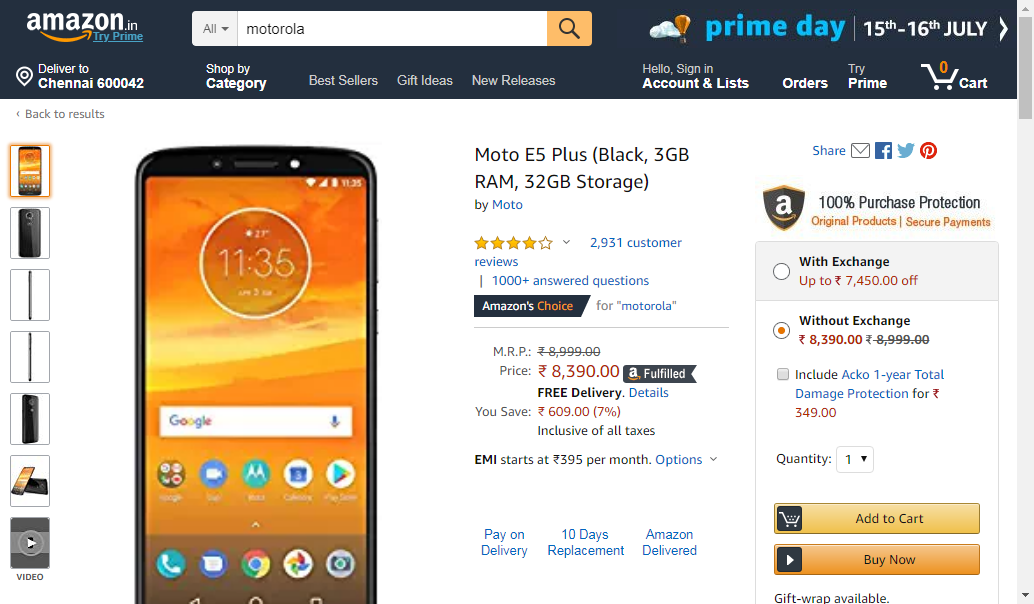 amazon.in
Try Prime
All
motorola
prime day
15th-16th JULY
Deliver to
Chennai 600042
Shop by
Category
Best Sellers
Gift Ideas
New Releases
Hello, Sign in
Account & Lists
Orders
Try
Prime
0
Cart
‹ Back to results
VIDEO
11:35
27°
11:35
Google
Moto E5 Plus (Black, 3GB
RAM, 32GB Storage)
by Moto
2,931 customer
reviews
| 1000+ answered questions
Amazon's Choice for "motorola"
M.R.P.: ₹ 8,999.00
Price: ₹ 8,390.00 a Fulfilled
FREE Delivery. Details
You Save: ₹ 609.00 (7%)
Inclusive of all taxes
EMI starts at ₹395 per month. Options
Pay on
Delivery
10 Days
Replacement
Amazon
Delivered
Share
a
100% Purchase Protection
Original Products | Secure Payments
With Exchange
Up to ₹ 7,450.00 off
Without Exchange
₹ 8,390.00 ₹ 8,999.00
Include Acko 1-year Total
Damage Protection for ₹
349.00
Quantity: 1
Add to Cart
Buy Now
Gift-wrap available.